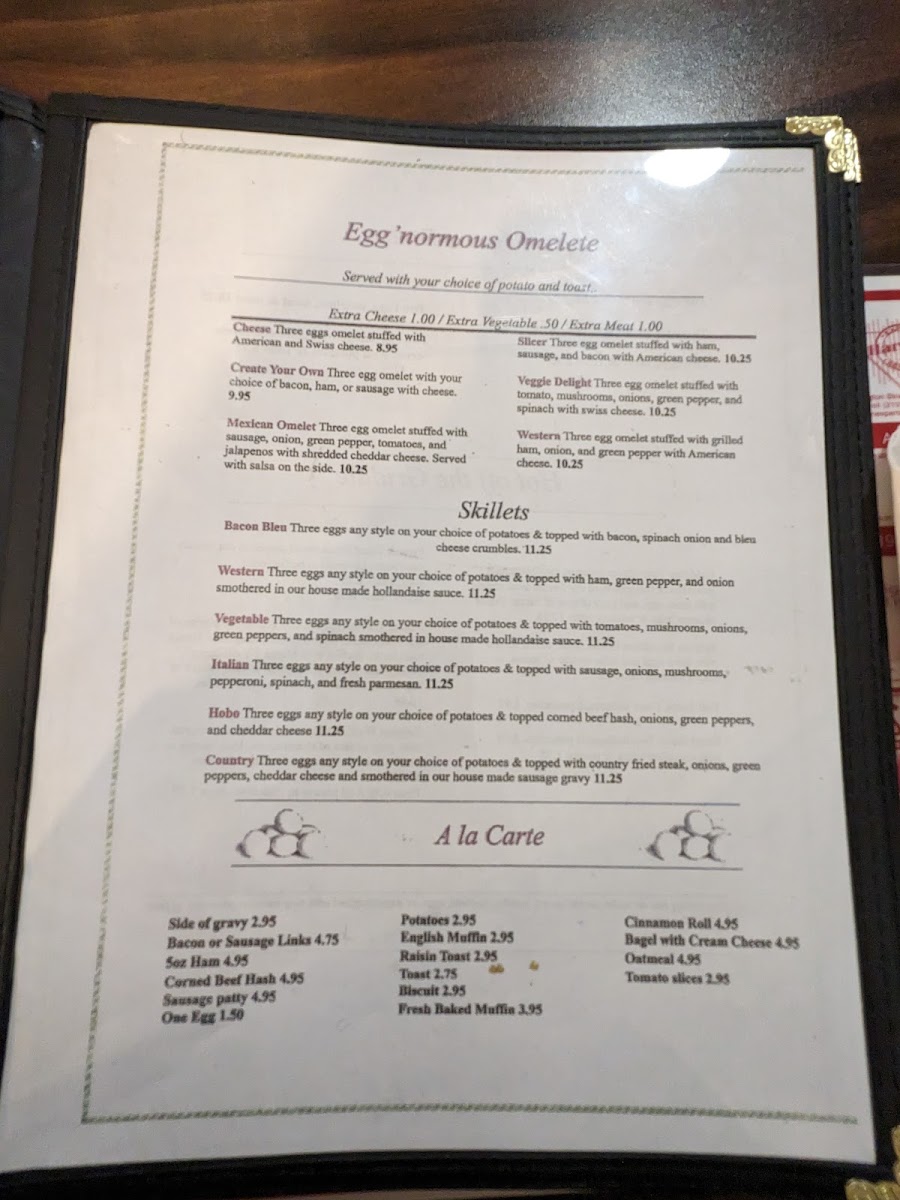 Egg'normous Omelete
Served with your choice of potato and toast.
Extra Cheese 1.00 / Extra Vegetable .50 / Extra Meat 1.00
Cheese Three eggs omelet stuffed with
American and Swiss cheese. 8.95
Create Your Own Three egg omelet with your
choice of bacon, ham, or sausage with cheese.
9.95
Mexican Omelet Three egg omelet stuffed with
sausage, onion, green pepper, tomatoes, and
jalapenos with shredded cheddar cheese. Served
with salsa on the side. 10.25
Slicer Three egg omelet stuffed with ham,
sausage, and bacon with American cheese. 10.25
Veggie Delight Three egg omelet stuffed with
tomato, mushrooms, onions, green pepper, and
spinach with swiss cheese. 10.25
Western Three egg omelet stuffed with grilled
ham, onion, and green pepper with American
cheese. 10.25
Skillets
Bacon Bleu Three eggs any style on your choice of potatoes & topped with bacon, spinach onion and bleu
cheese crumbles. 11.25
Western Three eggs any style on your choice of potatoes & topped with ham, green pepper, and onion
smothered in our house made hollandaise sauce. 11.25
Vegetable Three eggs any style on your choice of potatoes & topped with tomatoes, mushrooms, onions,
green peppers, and spinach smothered in house made hollandaise sauce. 11.25
Italian Three eggs any style on your choice of potatoes & topped with sausage, onions, mushrooms,
pepperoni, spinach, and fresh parmesan. 11.25
Hobo Three eggs any style on your choice of potatoes & topped corned beef hash, onions, green peppers,
and cheddar cheese 11.25
Country Three eggs any style on your choice of potatoes & topped with country fried steak, onions, green
peppers, cheddar cheese and smothered in our house made sausage gravy 11.25
A la Carte
Side of gravy 2.95
Bacon or Sausage Links 4.75
5oz Ham 4.95
Corned Beef Hash 4.95
Sausage patty 4.95
One Egg 1.50
Potatoes 2.95
English Muffin 2.95
Raisin Toast 2.95
Toast 2.75
Biscuit 2.95
Fresh Baked Muffin 3.95
Cinnamon Roll 4.95
Bagel with Cream Cheese 4.95
Oatmeal 4.95
Tomato slices 2.95